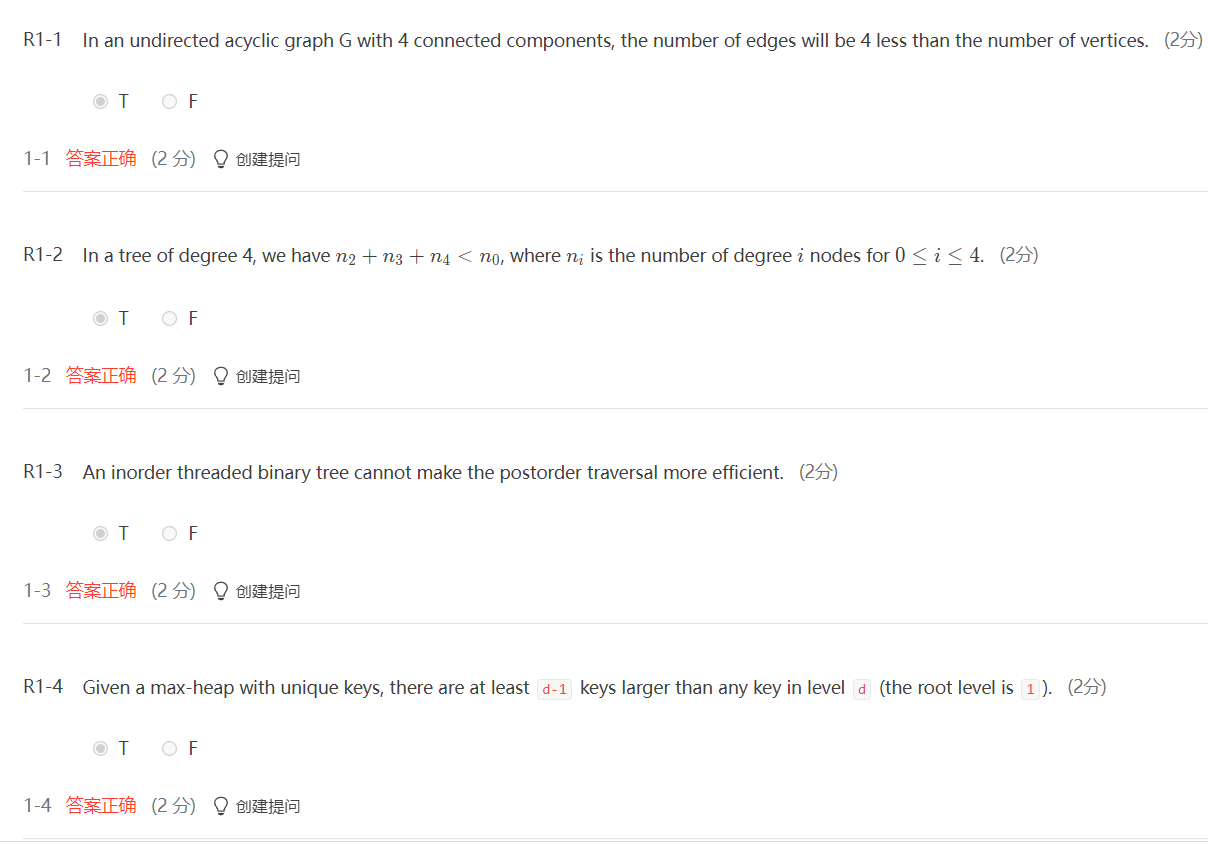 R1-1 In an undirected acyclic graph G with 4 connected components, the number of edges will be 4 less than the number of vertices. (2分)
T F
1-1 答案正确 (2 分) 创建提问
R1-2 In a tree of degree 4, we have n₂ + n₃ + n₄ < n₀, where nᵢ is the number of degree i nodes for 0 ≤ i ≤ 4. (2分)
T F
1-2 答案正确 (2 分) 创建提问
R1-3 An inorder threaded binary tree cannot make the postorder traversal more efficient. (2分)
T F
1-3 答案正确 (2 分) 创建提问
R1-4 Given a max-heap with unique keys, there are at least d-1 keys larger than any key in level d (the root level is 1 ). (2分)
T F
1-4 答案正确 (2 分) 创建提问